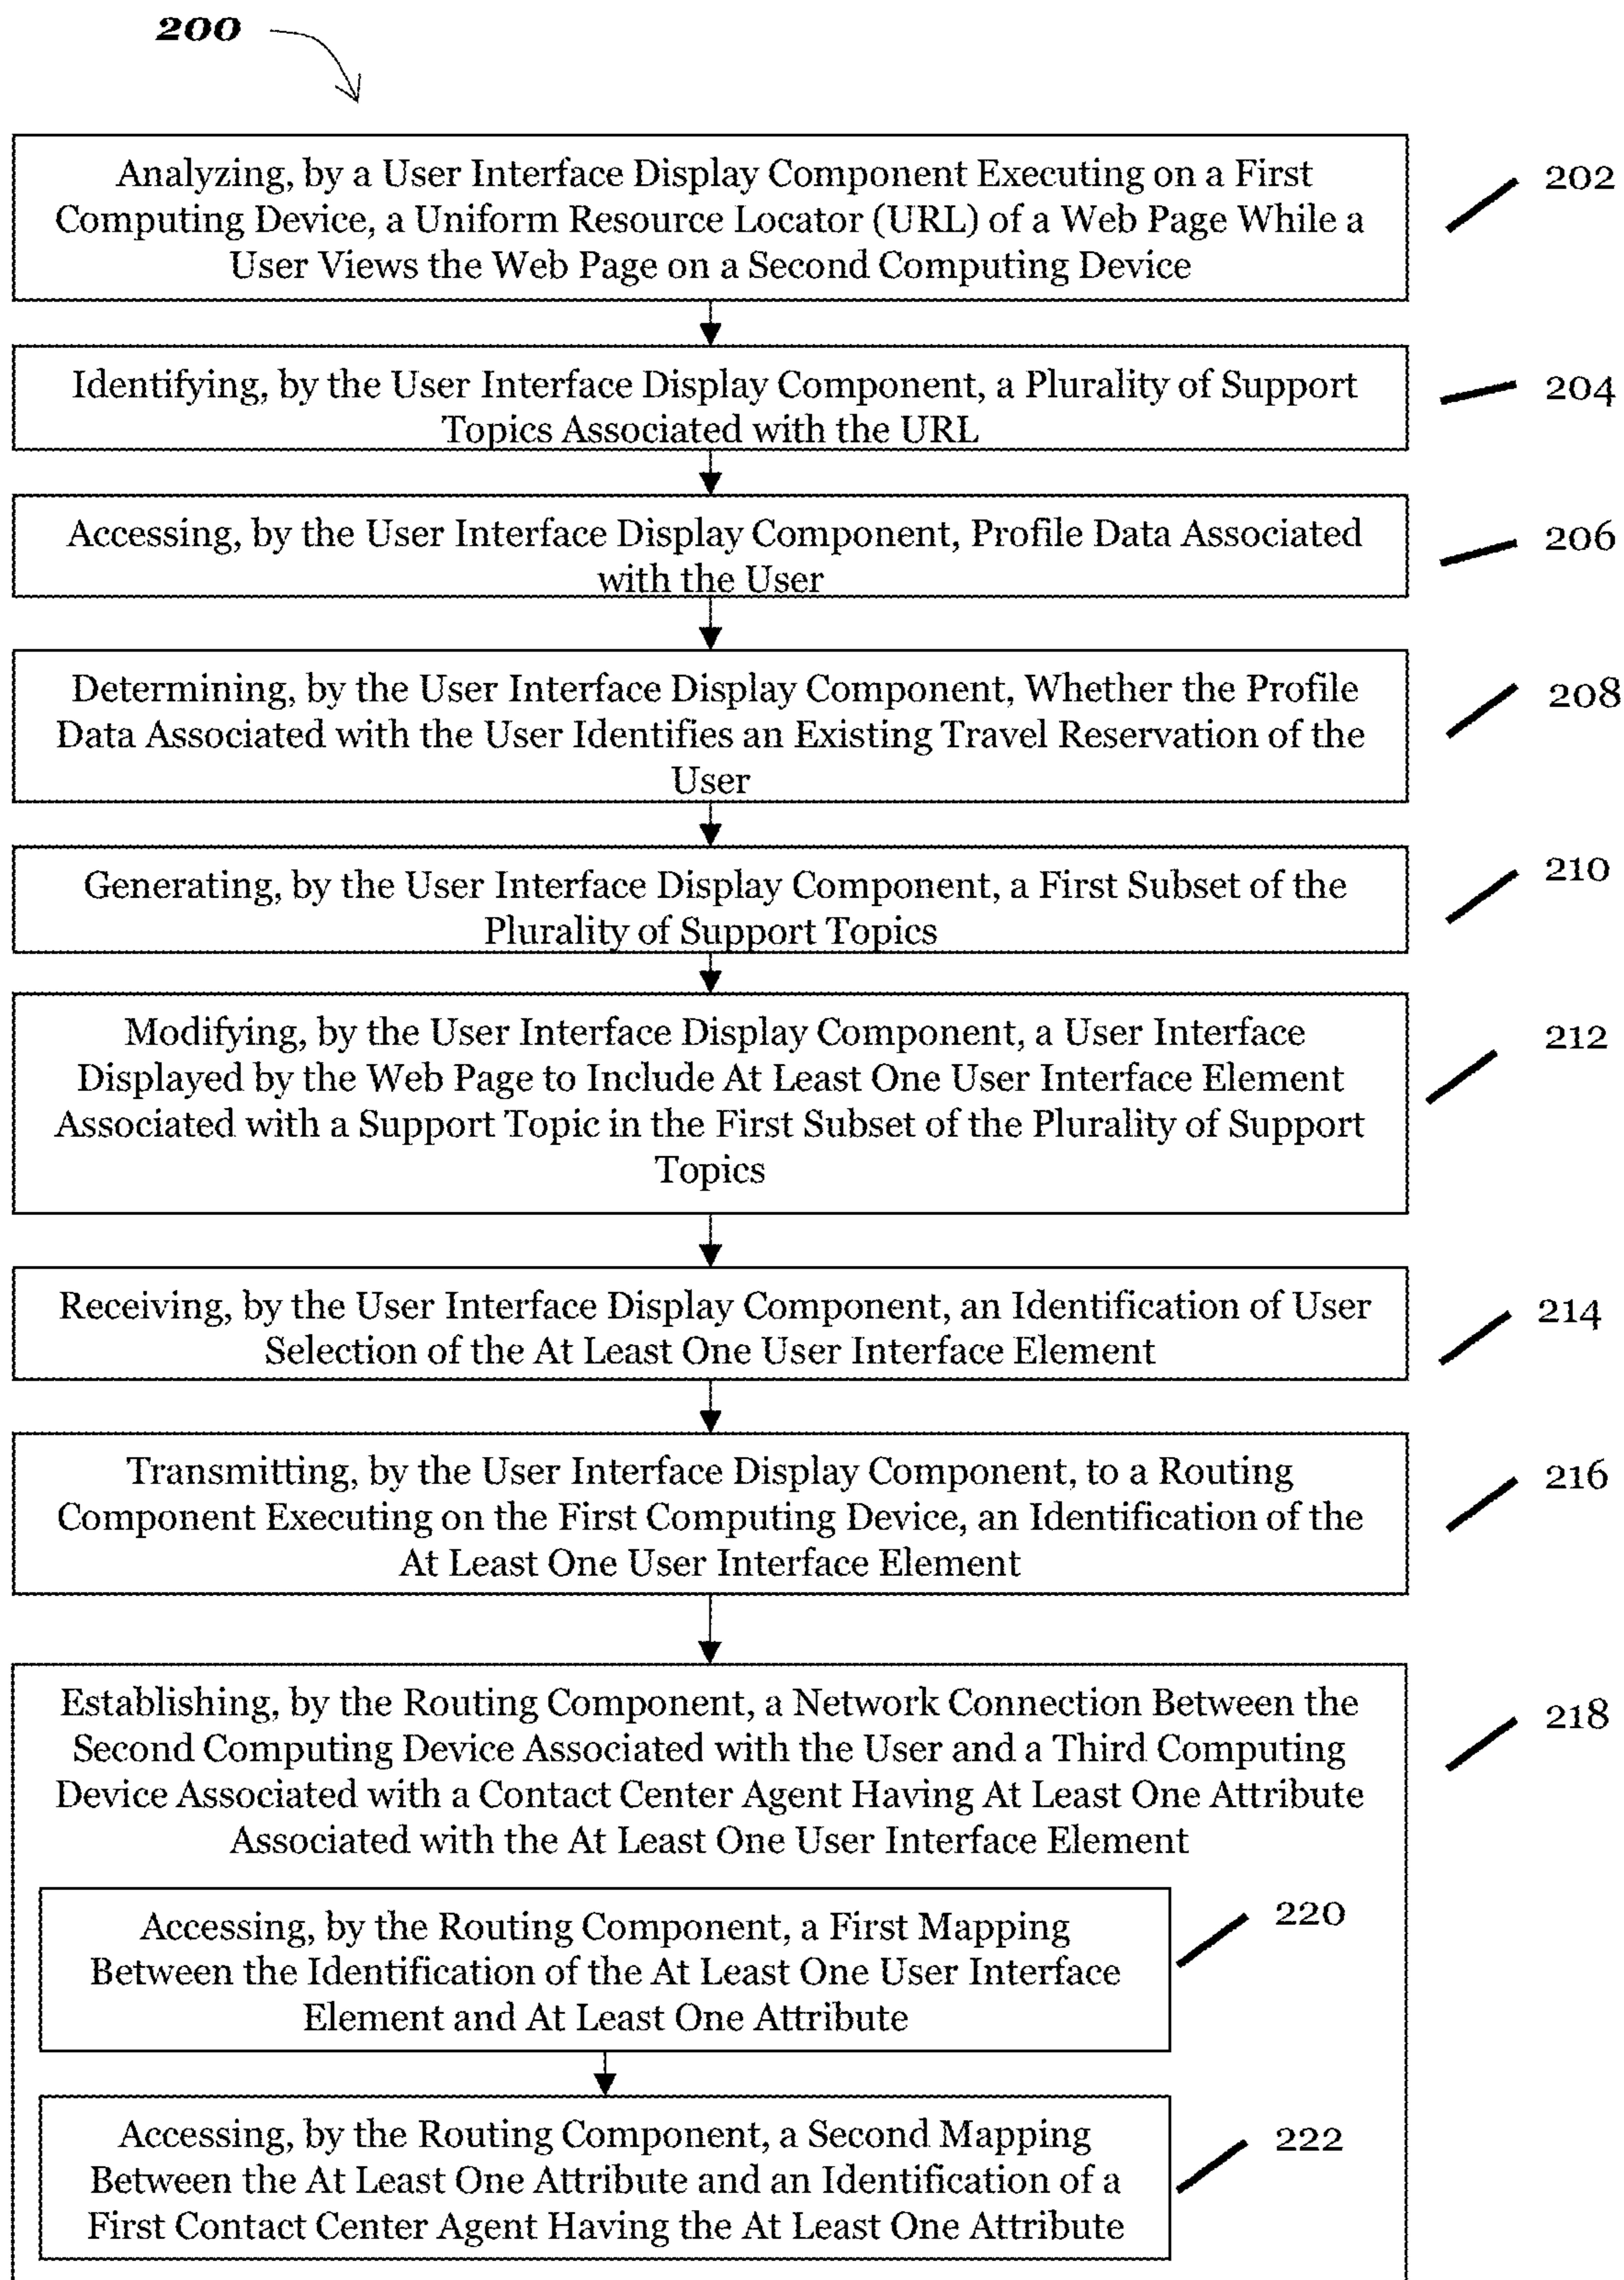 200
Analyzing, by a User Interface Display Component Executing on a First
Computing Device, a Uniform Resource Locator (URL) of a Web Page While a
User Views the Web Page on a Second Computing Device
202
Identifying, by the User Interface Display Component, a Plurality of Support
Topics Associated with the URL
204
Accessing, by the User Interface Display Component, Profile Data Associated
with the User
206
Determining, by the User Interface Display Component, Whether the Profile
Data Associated with the User Identifies an Existing Travel Reservation of the
User
208
Generating, by the User Interface Display Component, a First Subset of the
Plurality of Support Topics
210
Modifying, by the User Interface Display Component, a User Interface
Displayed by the Web Page to Include At Least One User Interface Element
Associated with a Support Topic in the First Subset of the Plurality of Support
Topics
212
Receiving, by the User Interface Display Component, an Identification of User
Selection of the At Least One User Interface Element
214
Transmitting, by the User Interface Display Component, to a Routing
Component Executing on the First Computing Device, an Identification of the
At Least One User Interface Element
216
Establishing, by the Routing Component, a Network Connection Between the
Second Computing Device Associated with the User and a Third Computing
Device Associated with a Contact Center Agent Having At Least One Attribute
Associated with the At Least One User Interface Element
218
Accessing, by the Routing Component, a First Mapping
Between the Identification of the At Least One User Interface
Element and At Least One Attribute
220
Accessing, by the Routing Component, a Second Mapping
Between the At Least One Attribute and an Identification of a
First Contact Center Agent Having the At Least One Attribute
222